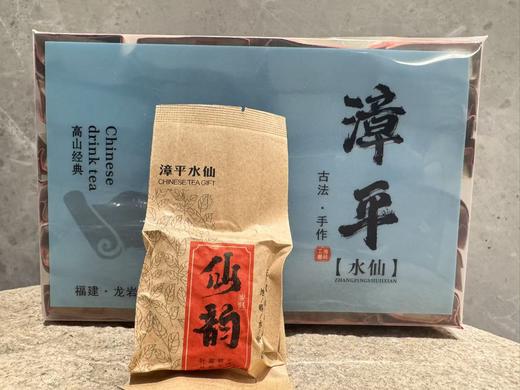 漳平
古法·手作
【水仙】
ZHANGPINGSHUIXIAN
Chinese
drink tea
高山经典
福建·龙岩
漳平水仙
CHINESE TEA GIFT
仙韵